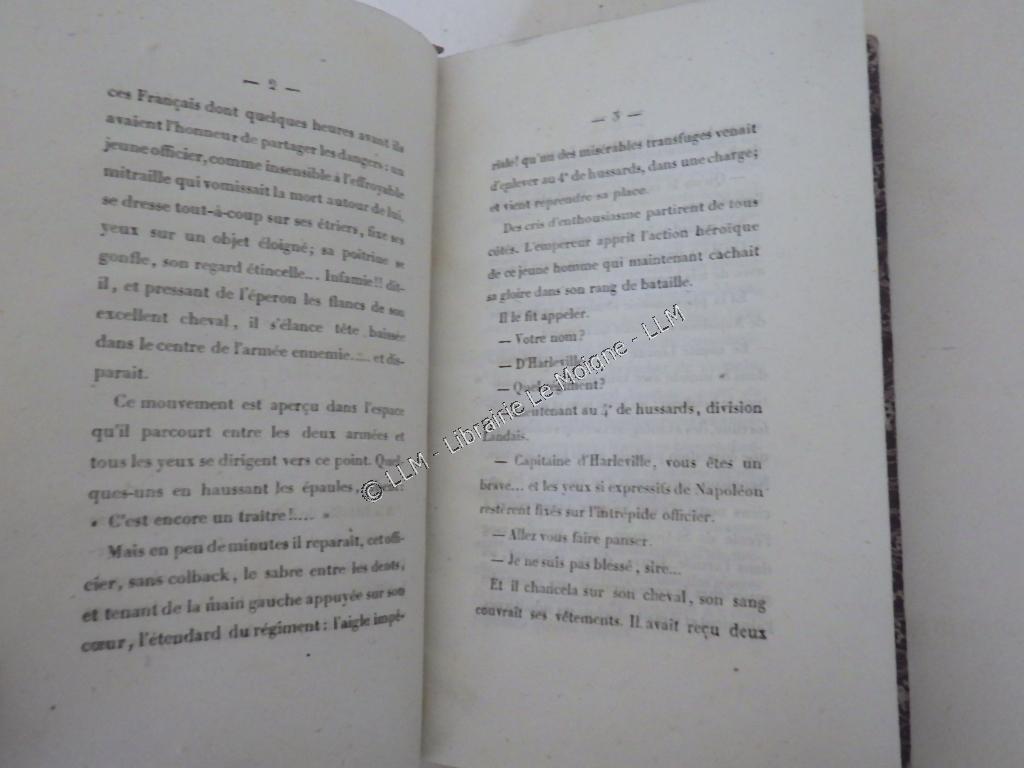 — 2 —
ces Français dont quelques heures avant ils
avaient l'honneur de partager les dangers : un
jeune officier, comme insensible à l'effroyable
mitraille qui vomissait la mort autour de lui,
se dresse tout-à-coup sur ses étriers, fixe ses
yeux sur un objet éloigné; sa poitrine se
gonfle, son regard étincelle... Infamie!! dit-
il, et pressant de l'éperon les flancs de son
excellent cheval, il s'élance tête baissée
dans le centre de l'armée ennemie.... et dis-
parait.
Ce mouvement est aperçu dans l'espace
qu'il parcourt entre les deux armées et
tous les yeux se dirigent vers ce point. Quel-
ques-uns en haussant les épaules,
« C'est encore un traître!.... »
Mais en peu de minutes il reparaît, cet offi-
cier, sans colback, le sabre entre les dents,
et tenant de la main gauche appuyée sur son
cœur, l'étendard du régiment : l'aigle impé-
— 3 —
riale! qu'un des misérables transfuges venait
d'enlever au 4e de hussards, dans une charge;
et vient reprendre sa place.
Des cris d'enthousiasme partirent de tous
côtés. L'empereur apprit l'action héroïque
de ce jeune homme qui maintenant cachait
sa gloire dans son rang de bataille.
Il le fit appeler.
— Votre nom?
— D'Harleville.
— Quel régiment?
— Lieutenant au 4e de hussards, division
Landais.
— Capitaine d'Harleville, vous êtes un
brave... et les yeux si expressifs de Napoléon
restèrent fixés sur l'intrépide officier.
— Allez vous faire panser.
— Je ne suis pas blessé, sire...
Et il chancela sur son cheval, son sang
couvrait ses vêtements. Il avait reçu deux
© LLM - Librairie Le Moigne - LLM